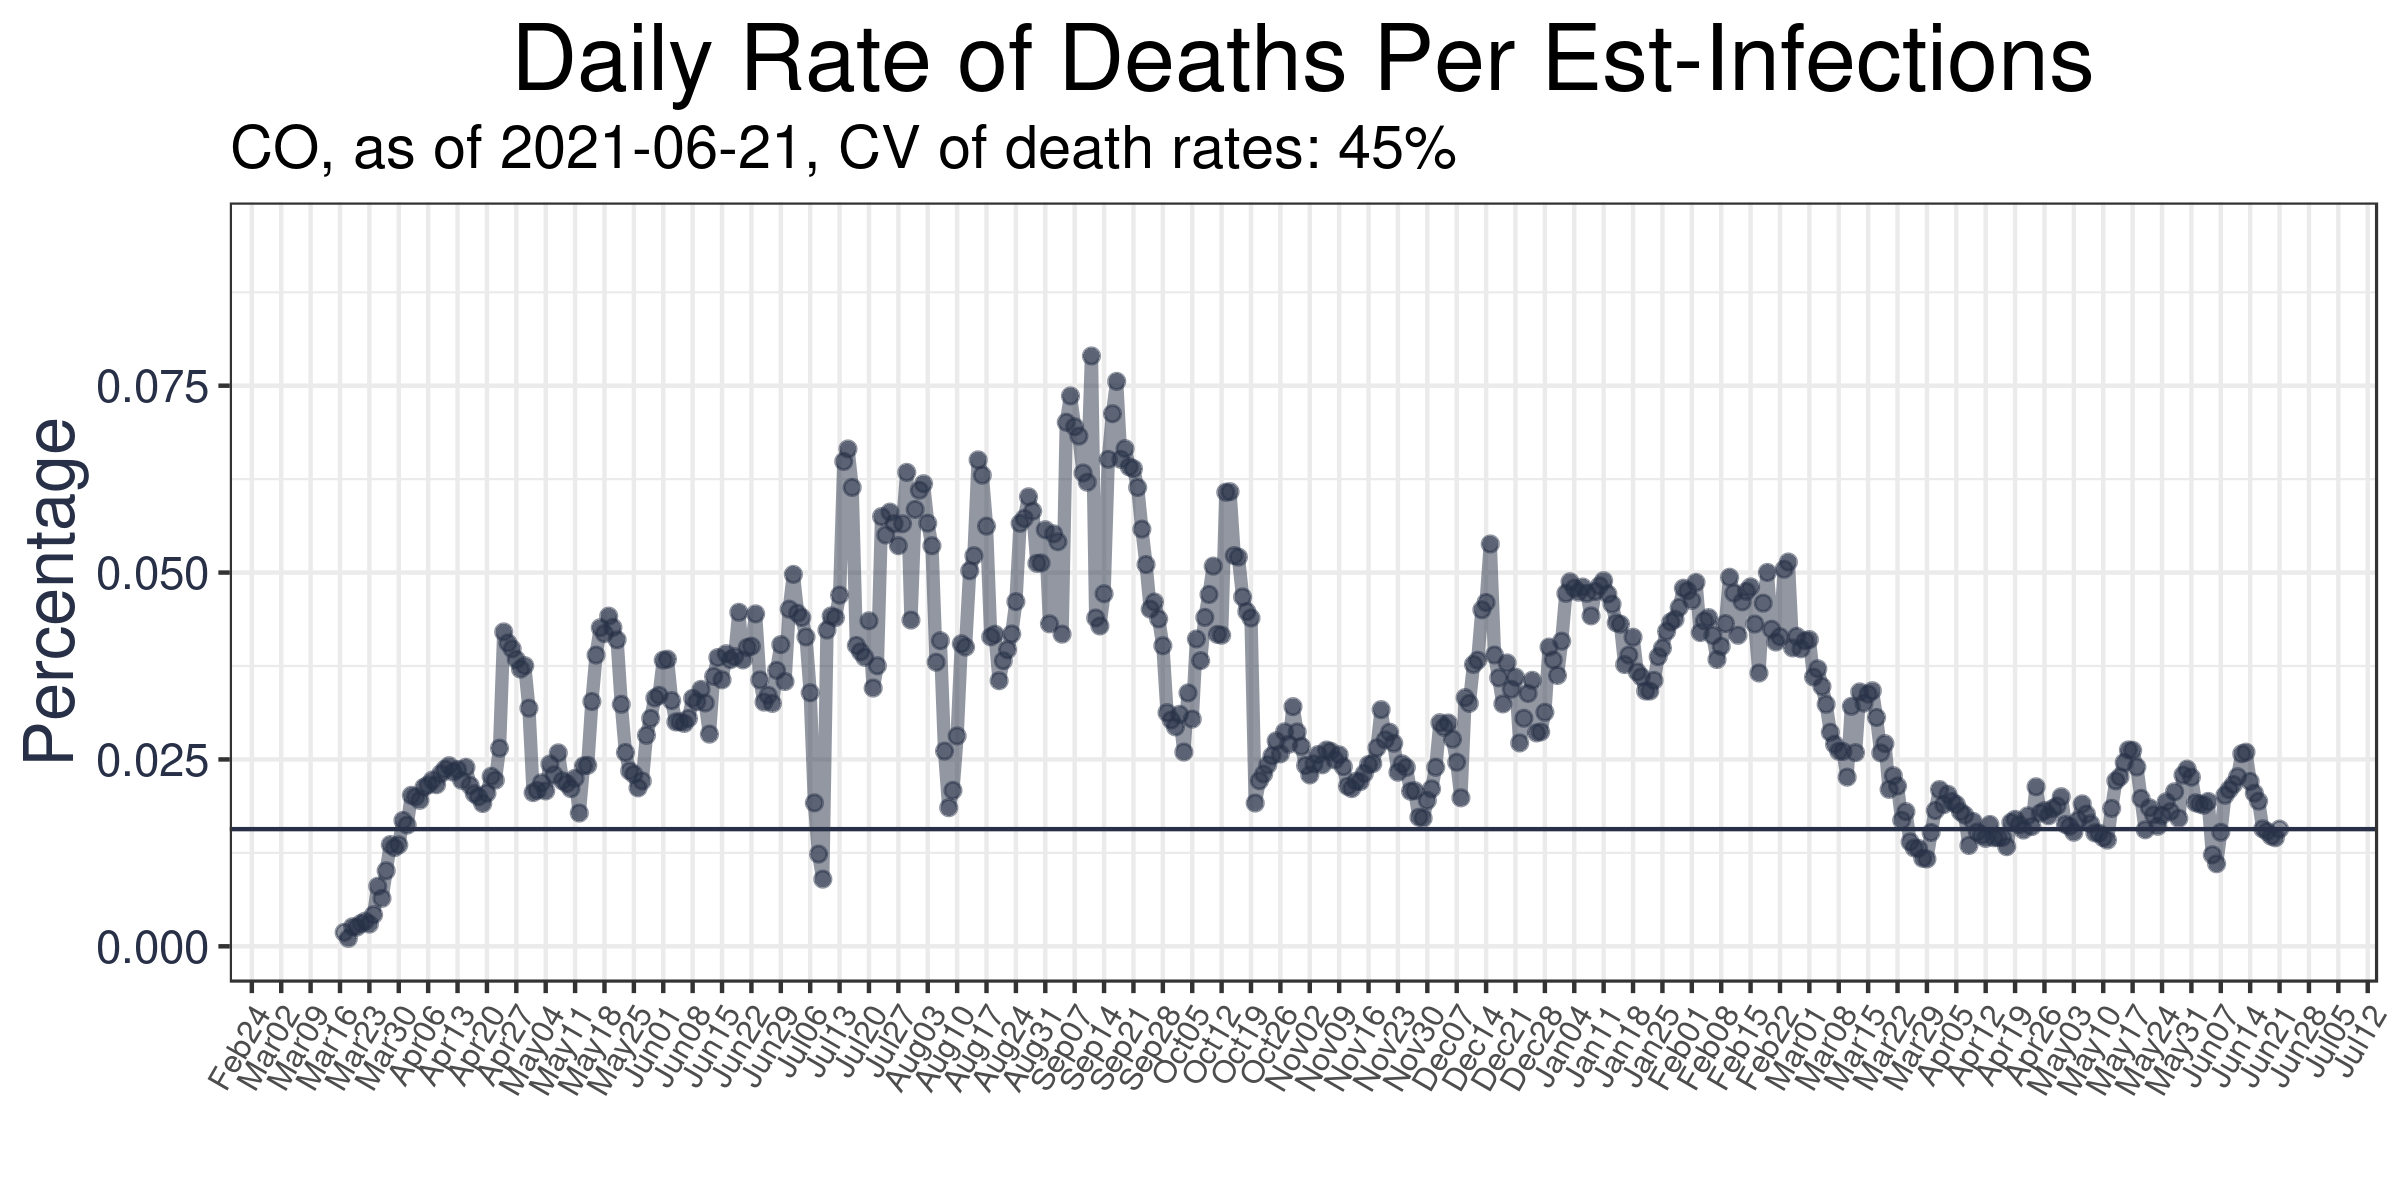 Daily Rate of Deaths Per Est-Infections
CO, as of 2021-06-21, CV of death rates: 45%
Percentage
0.075
0.050
0.025
0.000
Feb24
Mar02
Mar09
Mar16
Mar23
Mar30
Apr06
Apr13
Apr20
Apr27
May04
May11
May18
May25
Jun01
Jun08
Jun15
Jun22
Jun29
Jul06
Jul13
Jul20
Jul27
Aug03
Aug10
Aug17
Aug24
Aug31
Sep07
Sep14
Sep21
Sep28
Oct05
Oct12
Oct19
Oct26
Nov02
Nov09
Nov16
Nov23
Nov30
Dec07
Dec14
Dec21
Dec28
Jan04
Jan11
Jan18
Jan25
Feb01
Feb08
Feb15
Feb22
Mar01
Mar08
Mar15
Mar22
Mar29
Apr05
Apr12
Apr19
Apr26
May03
May10
May17
May24
May31
Jun07
Jun14
Jun21
Jun28
Jul05
Jul12